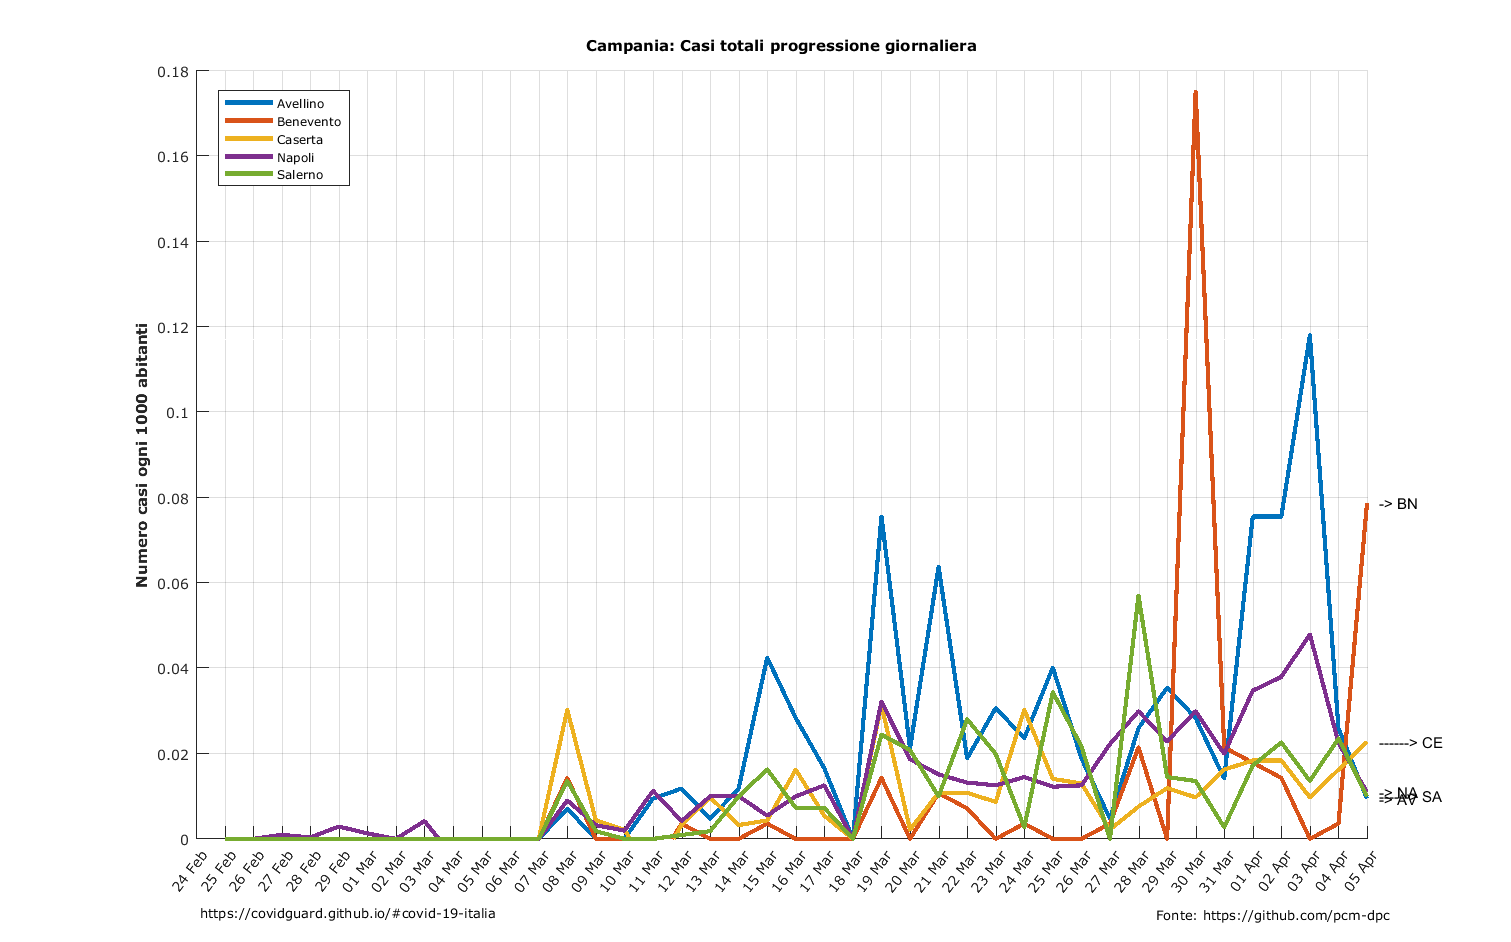 Campania: Casi totali progressione giornaliera
0.18
0.16
0.14
0.12
0.1
0.08
0.06
0.04
0.02
0
Numero casi ogni 1000 abitanti
Avellino
Benevento
Caserta
Napoli
Salerno
-> BN
------> CE
-> NA
-> AV
SA
24 Feb
25 Feb
26 Feb
27 Feb
28 Feb
29 Feb
01 Mar
02 Mar
03 Mar
04 Mar
05 Mar
06 Mar
07 Mar
08 Mar
09 Mar
10 Mar
11 Mar
12 Mar
13 Mar
14 Mar
15 Mar
16 Mar
17 Mar
18 Mar
19 Mar
20 Mar
21 Mar
22 Mar
23 Mar
24 Mar
25 Mar
26 Mar
27 Mar
28 Mar
29 Mar
30 Mar
31 Mar
01 Apr
02 Apr
03 Apr
04 Apr
05 Apr
https://covidguard.github.io/#covid-19-italia
Fonte: https://github.com/pcm-dpc